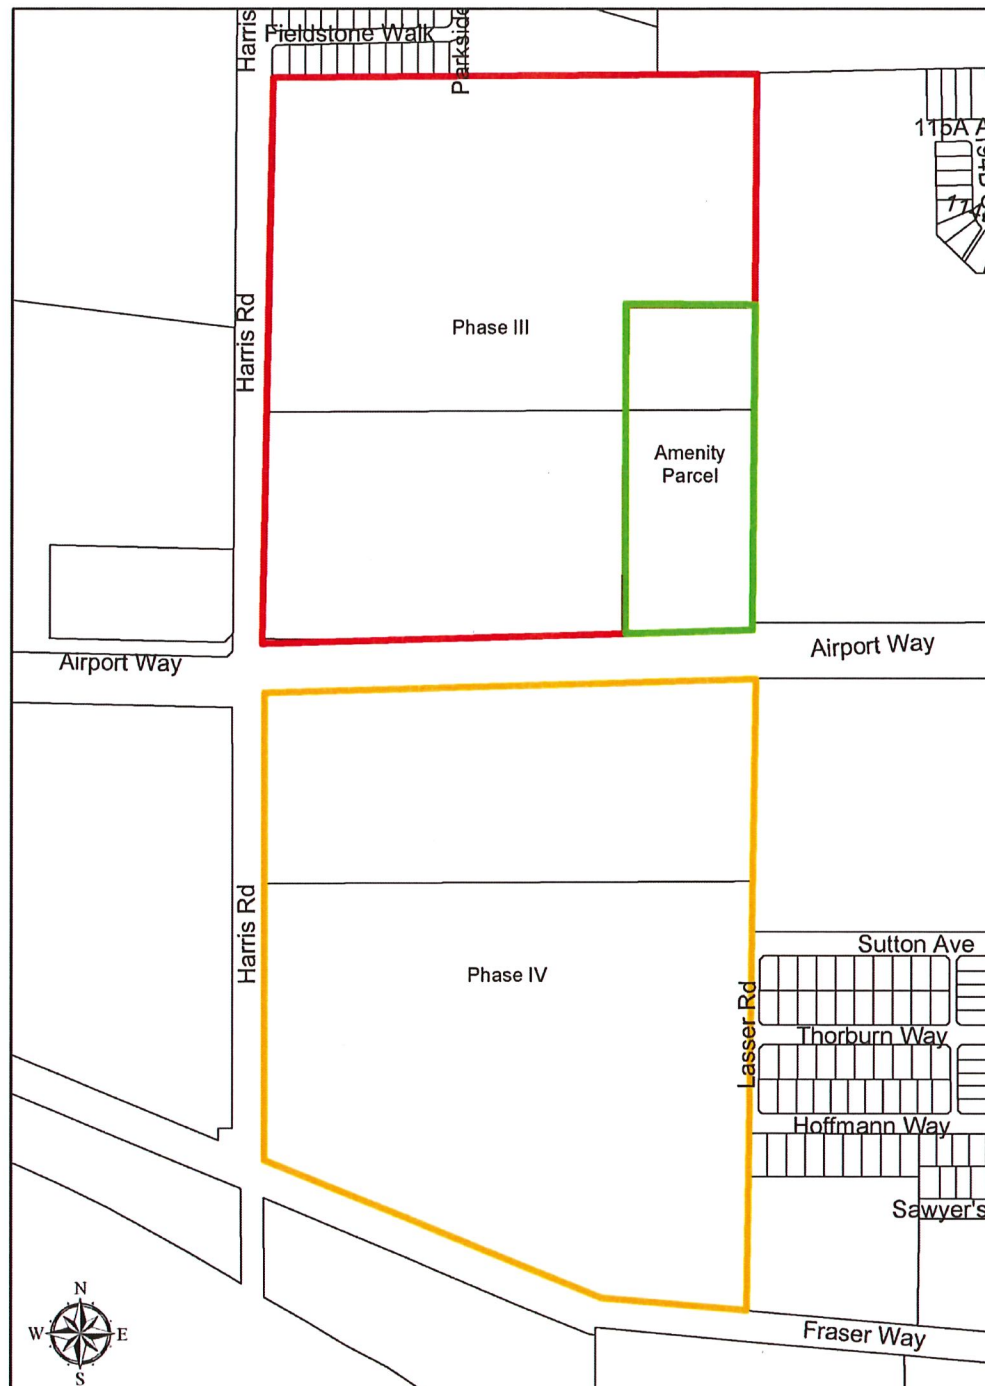 Harris
Fieldstone Walk
Parkside
115A A
Harris Rd
Phase III
Amenity
Parcel
Airport Way
Airport Way
Harris Rd
Phase IV
Lasser Rd
Sutton Ave
Thorburn Way
Hoffmann Way
Sawyer's
Fraser Way
N
W
E
S